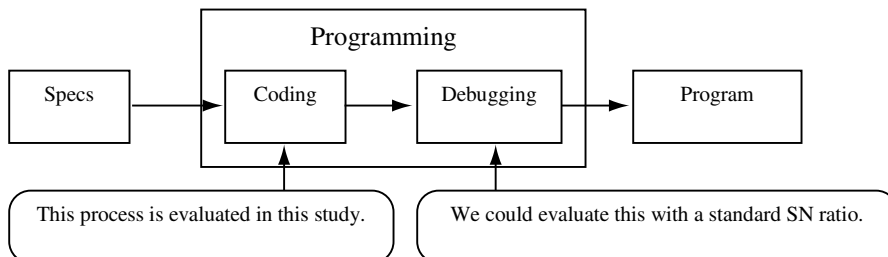 Programming
Specs
Coding
Debugging
Program
This process is evaluated in this study.
We could evaluate this with a standard SN ratio.